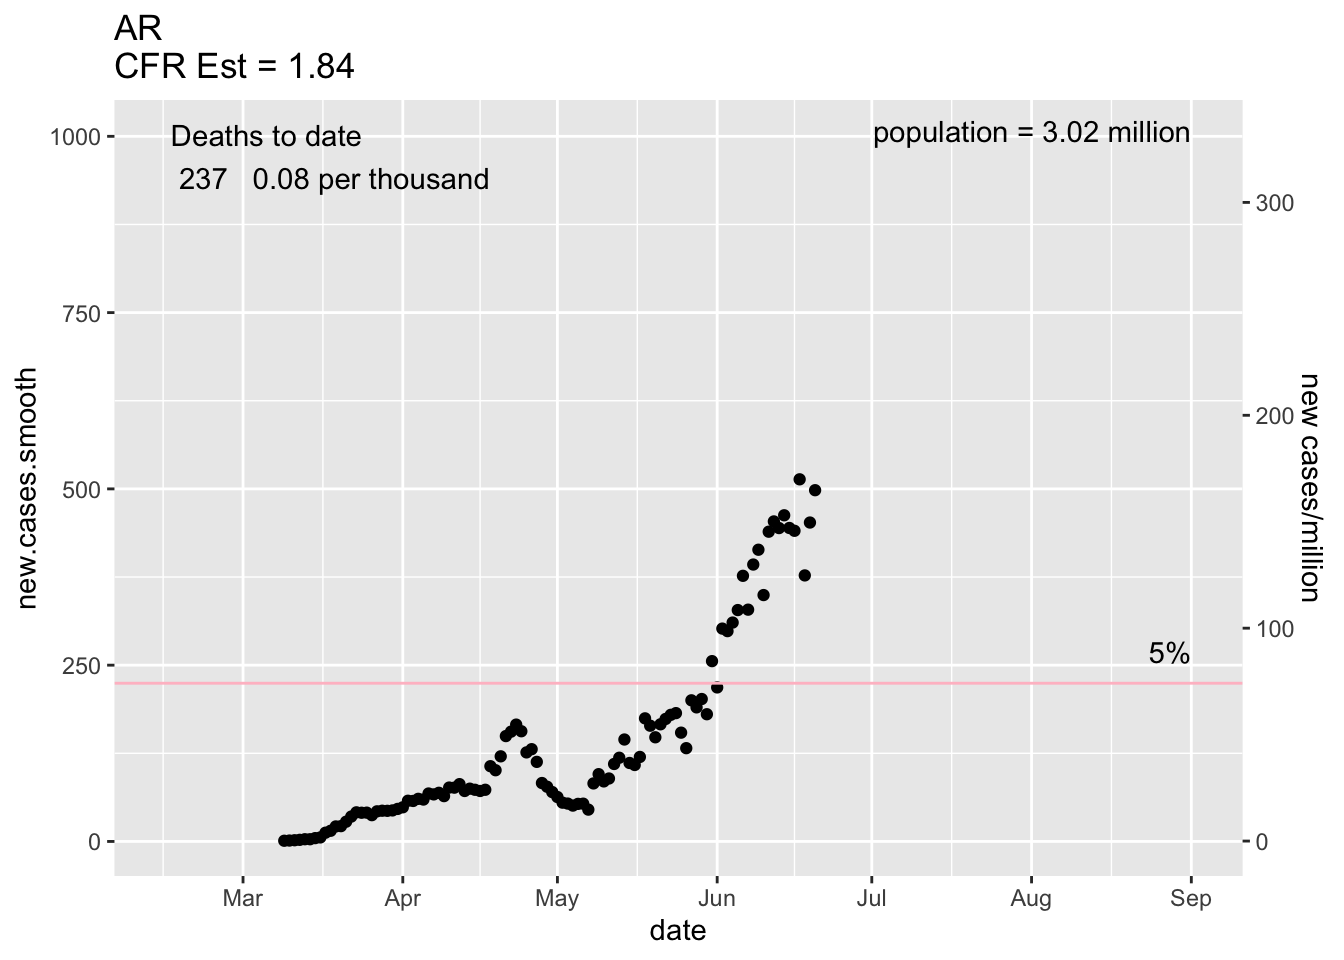 AR
CFR Est = 1.84
Deaths to date
237 0.08 per thousand
population = 3.02 million
1000
750
500
250
0
new.cases.smooth
300
200
100
0
new cases/million
5%
Mar Apr May Jun Jul Aug Sep
date